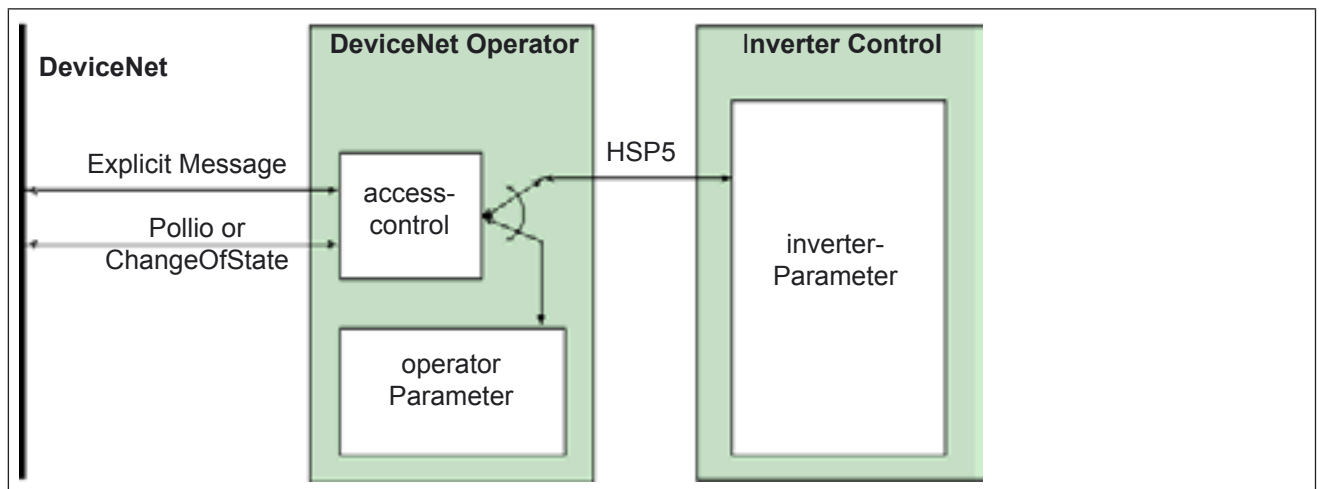 DeviceNet Operator
Inverter Control
DeviceNet
HSP5
Explicit Message
access-
control
Pollio or
ChangeOfState
inverter-
Parameter
operator
Parameter